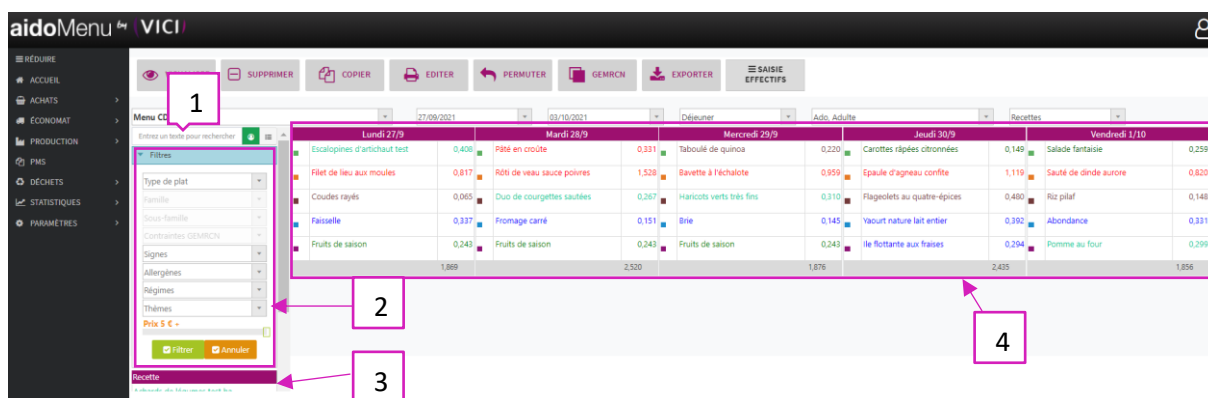 aidoMenu by (VICI)
RÉDUIRE
ACCUEIL
ACHATS
ÉCONOMAT
PRODUCTION
PMS
DÉCHETS
STATISTIQUES
PARAMÈTRES
SUPPRIMER COPIER EDITER PERMUTER GEMRCN EXPORTER SAISIE EFFECTIFS
1
Menu 27/09/2021 03/10/2021 Déjeuner Ado, Adulte Recettes
Entrez un texte pour rechercher
Filtres
Type de plat
Famille
Sous-famille
Contraintes GEMRCN
Signes
Allergènes
Régimes
Thèmes
Prix 5 € -
Filtrer Annuler
Recette
Lundi 27/9 Mardi 28/9 Mercredi 29/9 Jeudi 30/9 Vendredi 1/10
Escalopines d'artichaut test 0,408 Pâté en croûte 0,331 Taboulé de quinoa 0,220 Carottes râpées citronnées 0,149 Salade fantaisie 0,259
Filet de lieu aux moules 0,817 Rôti de veau sauce poivres 1,528 Bavette à l'échalote 0,959 Epaule d'agneau confite 1,119 Sauté de dinde aurore 0,820
Coudes rayés 0,065 Duo de courgettes sautées 0,267 Haricots verts très fins 0,310 Flageolets au quatre-épices 0,480 Riz pilaf 0,148
Faisselle 0,337 Fromage carré 0,151 Brie 0,145 Yaourt nature lait entier 0,392 Abondance 0,331
Fruits de saison 0,243 Fruits de saison 0,243 Fruits de saison 0,243 Ile flottante aux fraises 0,294 Pomme au four 0,299
1,869 2,520 1,876 2,435 1,856
2
3
4